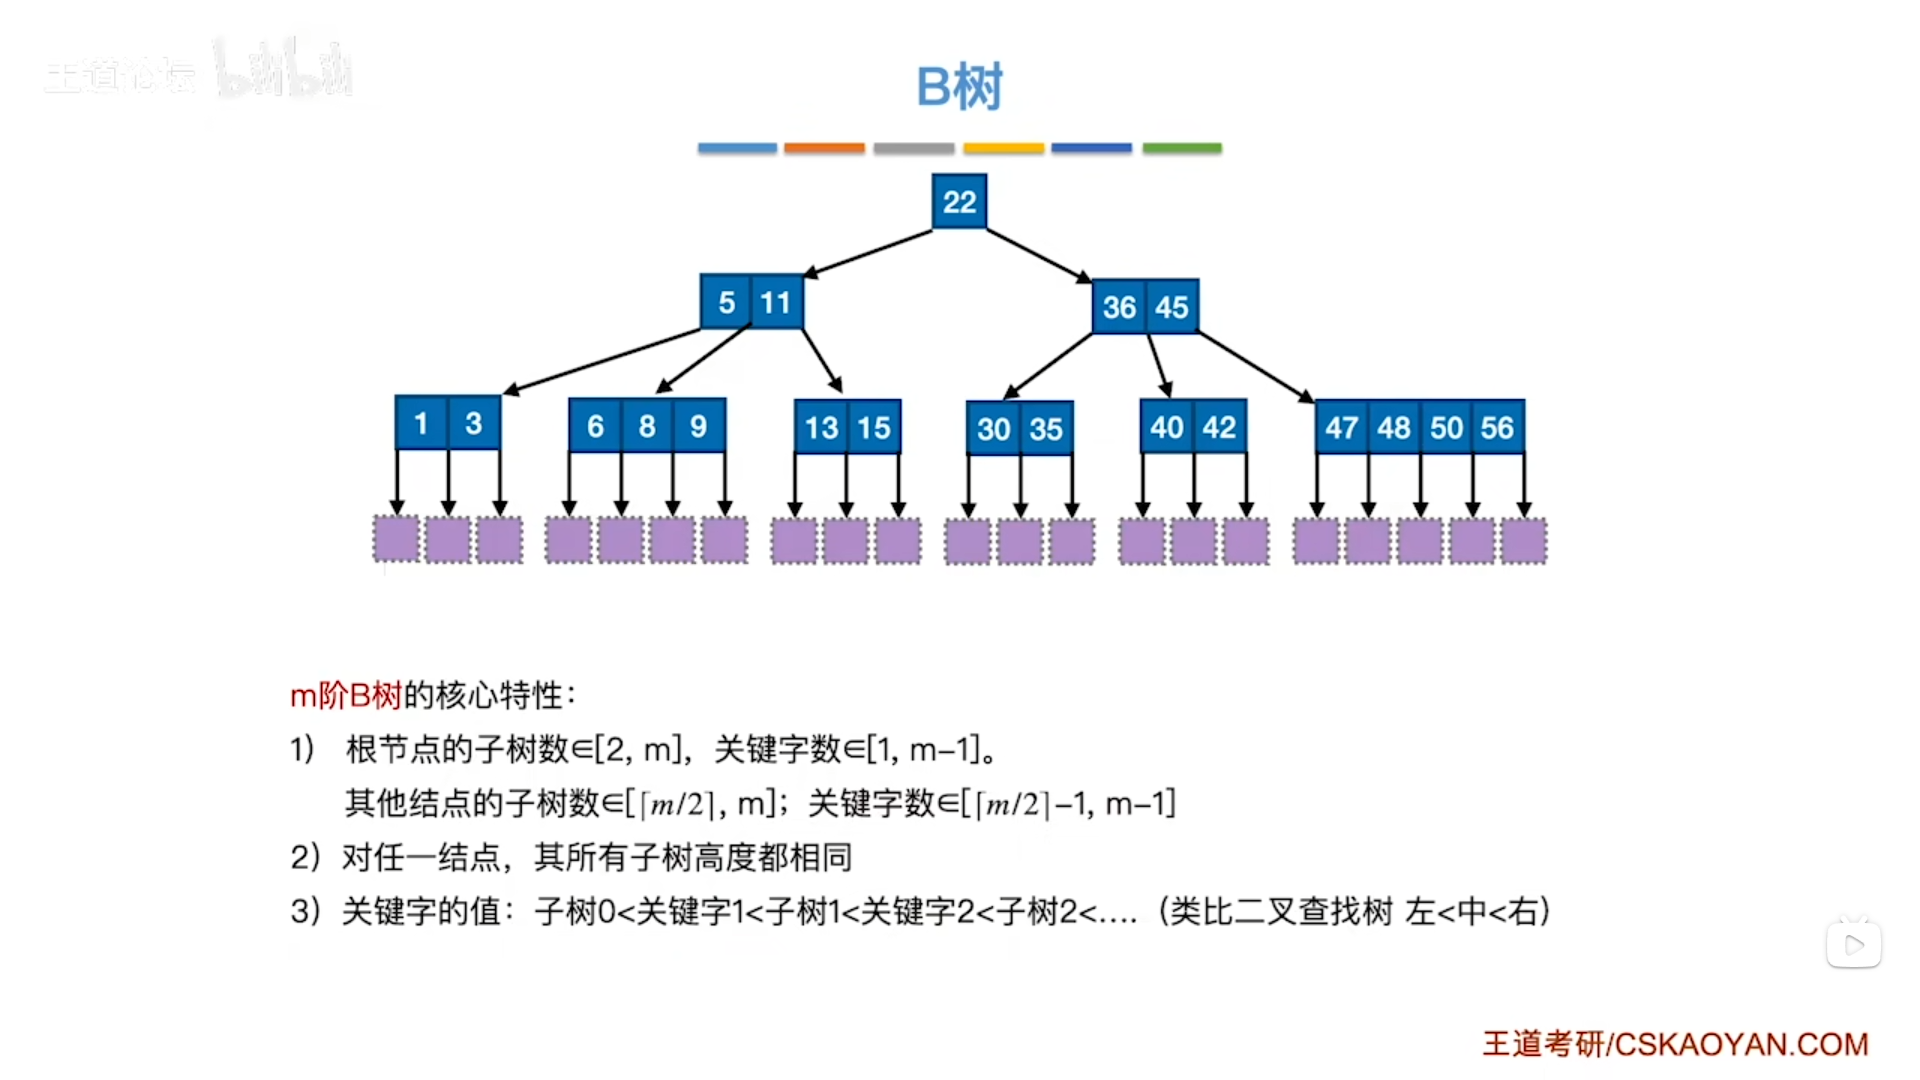 王道论坛 bilibili
B树
22
5 11 36 45
1 3 6 8 9 13 15 30 35 40 42 47 48 50 56
m阶B树的核心特性：
1） 根节点的子树数∈[2, m]，关键字数∈[1, m–1]。
其他结点的子树数∈[⌈m/2⌉, m]；关键字数∈[⌈m/2⌉–1, m–1]
2）对任一结点，其所有子树高度都相同
3）关键字的值：子树0<关键字1<子树1<关键字2<子树2<....（类比二叉查找树 左<中<右）
王道考研/CSKAOYAN.COM